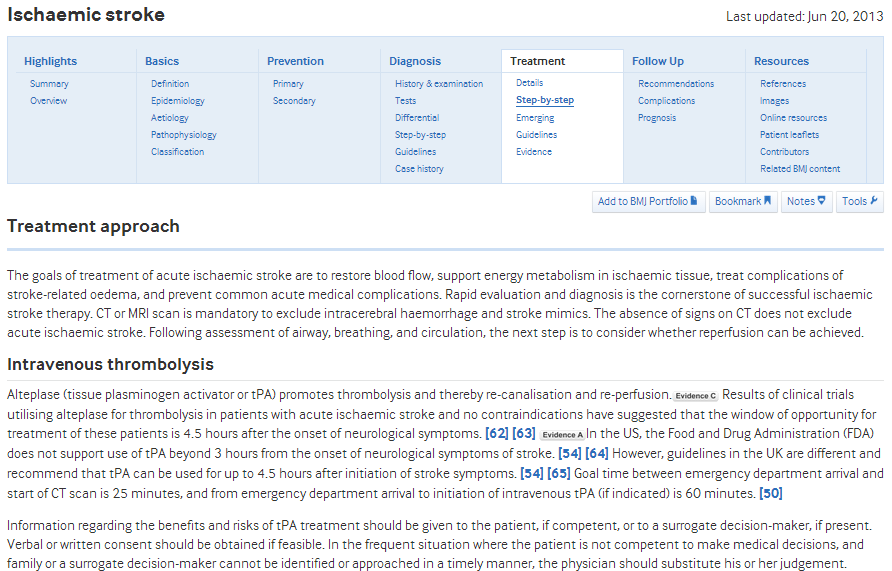 Ischaemic stroke
Last updated: Jun 20, 2013
Highlights
Summary
Overview
Basics
Definition
Epidemiology
Aetiology
Pathophysiology
Classification
Prevention
Primary
Secondary
Diagnosis
History & examination
Tests
Differential
Step-by-step
Guidelines
Case history
Treatment
Details
Step-by-step
Emerging
Guidelines
Evidence
Follow Up
Recommendations
Complications
Prognosis
Resources
References
Images
Online resources
Patient leaflets
Contributors
Related BMJ content
Add to BMJ Portfolio
Bookmark
Notes
Tools
Treatment approach
The goals of treatment of acute ischaemic stroke are to restore blood flow, support energy metabolism in ischaemic tissue, treat complications of
stroke-related oedema, and prevent common acute medical complications. Rapid evaluation and diagnosis is the cornerstone of successful ischaemic
stroke therapy. CT or MRI scan is mandatory to exclude intracerebral haemorrhage and stroke mimics. The absence of signs on CT does not exclude
acute ischaemic stroke. Following assessment of airway, breathing, and circulation, the next step is to consider whether reperfusion can be achieved.
Intravenous thrombolysis
Alteplase (tissue plasminogen activator or tPA) promotes thrombolysis and thereby re-canalisation and re-perfusion. Evidence C Results of clinical trials
utilising alteplase for thrombolysis in patients with acute ischaemic stroke and no contraindications have suggested that the window of opportunity for
treatment of these patients is 4.5 hours after the onset of neurological symptoms. [62] [63] Evidence A In the US, the Food and Drug Administration (FDA)
does not support use of tPA beyond 3 hours from the onset of neurological symptoms of stroke. [54] [64] However, guidelines in the UK are different and
recommend that tPA can be used for up to 4.5 hours after initiation of stroke symptoms. [54] [65] Goal time between emergency department arrival and
start of CT scan is 25 minutes, and from emergency department arrival to initiation of intravenous tPA (if indicated) is 60 minutes. [50]
Information regarding the benefits and risks of tPA treatment should be given to the patient, if competent, or to a surrogate decision-maker, if present.
Verbal or written consent should be obtained if feasible. In the frequent situation where the patient is not competent to make medical decisions, and
family or a surrogate decision-maker cannot be identified or approached in a timely manner, the physician should substitute his or her judgement.